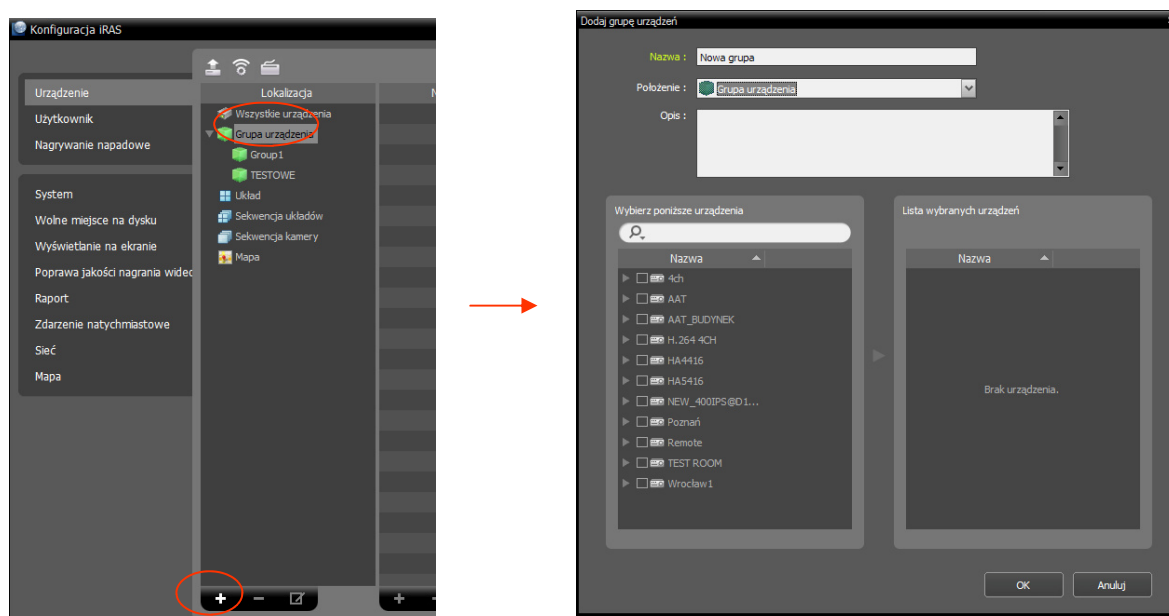 Konfiguracja iRAS
Urządzenie
Użytkownik
Nagrywanie napadowe
System
Wolne miejsce na dysku
Wyświetlanie na ekranie
Poprawa jakości nagrania widec
Raport
Zdarzenie natychmiastowe
Sieć
Mapa
Lokalizacja
N
Wszystkie urządzenia
Grupa urządzenia
Group1
TESTOWE
Układ
Sekwencja układów
Sekwencja kamery
Mapa
Dodaj grupę urządzeń
Nazwa : Nowa grupa
Położenie : Grupa urządzenia
Opis :
Wybierz poniższe urządzenia
Nazwa
4ch
AAT
AAT_BUDYNEK
H.264 4CH
HA4416
HA5416
NEW_400IPS@D1...
Poznań
Remote
TEST ROOM
Wrocław1
Lista wybranych urządzeń
Nazwa
Brak urządzenia.
OK Anuluj